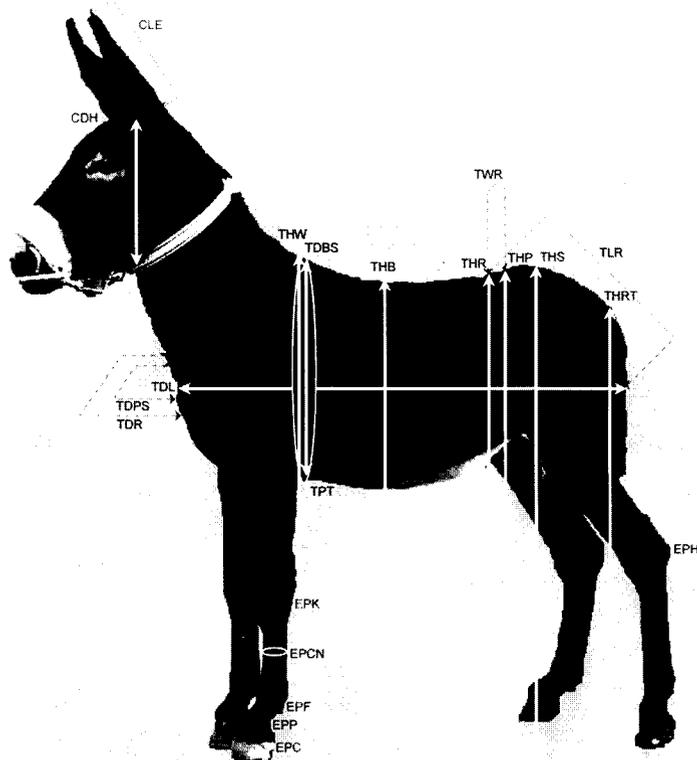 CLE
CDH
TWR
THW
TDBS
THB
THR
THP
THS
TLR
THRT
TDL
TDPS
TDR
TPT
EPH
EPK
EPCN
EPF
EPP
EPC